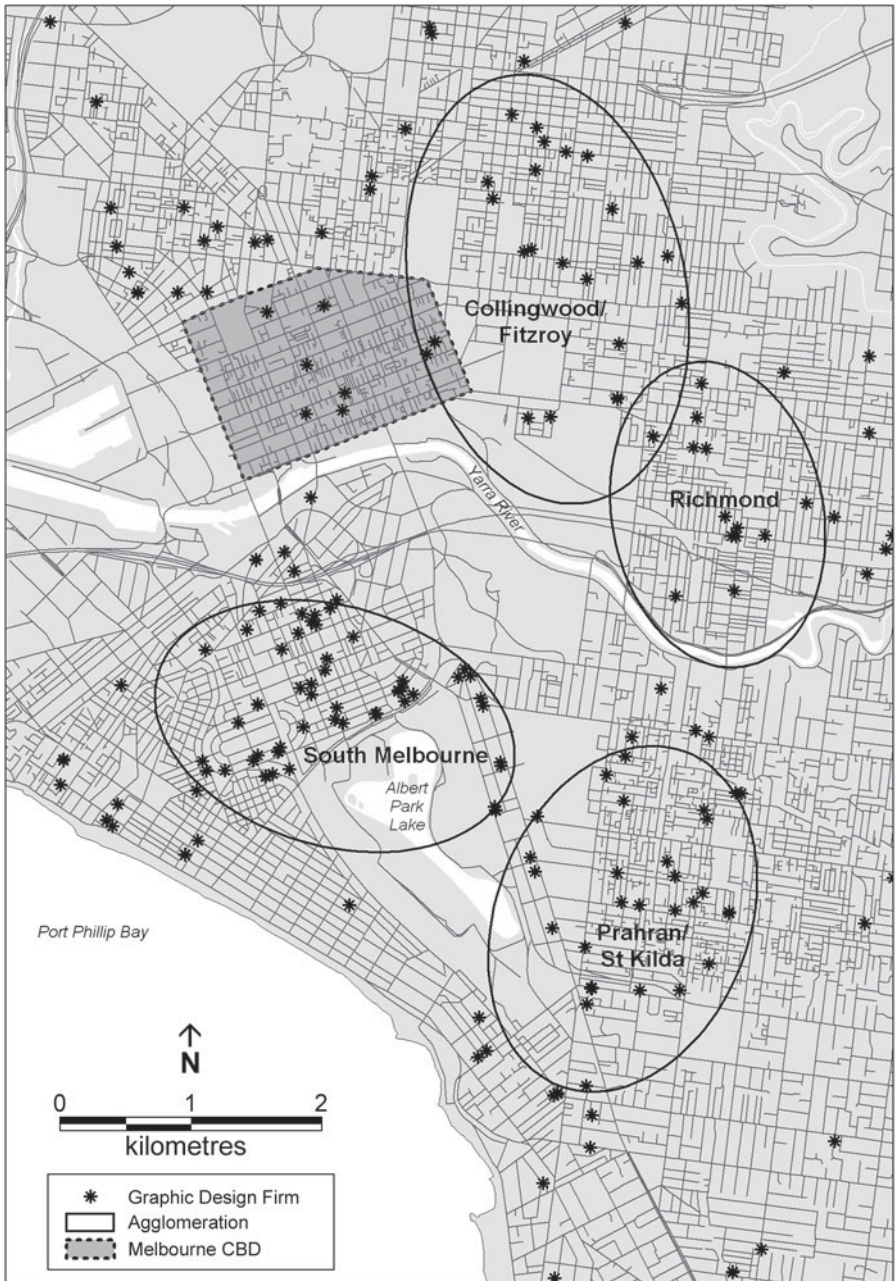 Collingwood/
Fitzroy
Richmond
Yarra River
South Melbourne
Albert
Park
Lake
Prahran/
St Kilda
Port Phillip Bay
N
0 1 2
kilometres
Graphic Design Firm
Agglomeration
Melbourne CBD